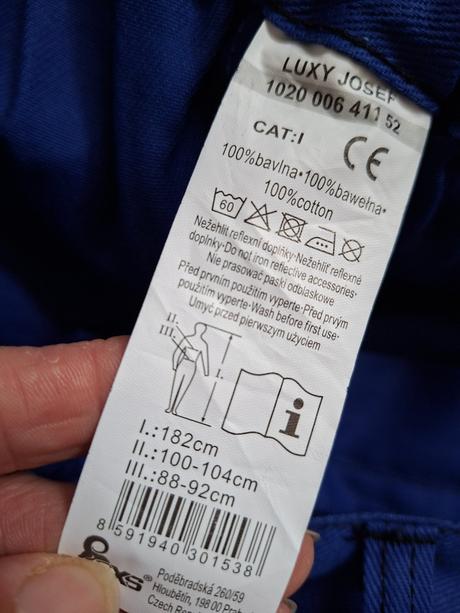 LUXY JOSEF
1020 006 411 52
CAT:I CE
100%bavlna•100%bawełna•
100%cotton
60
Nežehlit reflexní doplňky•Nežehliť reflexné
doplnky•Do not iron reflective accessories•
Nie prasować paski odblaskowe
Před prvním použitím vyperte•Pred prvým
použitím vyperte•Wash before first use•
Umyć przed pierwszym użyciem
II.
III.
I.
i
I.:182cm
II.:100-104cm
III.:88-92cm
8 591940 301538
CXS®
Poděbradská 260/59
Hloubětín, 198 00
Czech